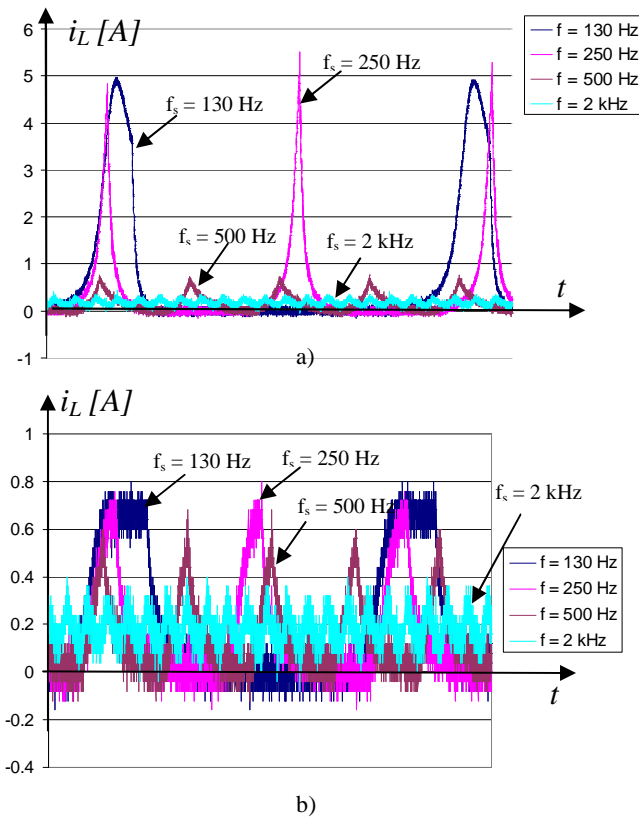 i_L [A]
6
5
4
3
2
1
0
-1
f_s = 250 Hz
f_s = 130 Hz
f_s = 500 Hz
f_s = 2 kHz
t
f = 130 Hz
f = 250 Hz
f = 500 Hz
f = 2 kHz
a)
i_L [A]
1
0.8
0.6
0.4
0.2
0
-0.2
-0.4
f_s = 130 Hz
f_s = 250 Hz
f_s = 500 Hz
f_s = 2 kHz
f = 130 Hz
f = 250 Hz
f = 500 Hz
f = 2 kHz
t
b)